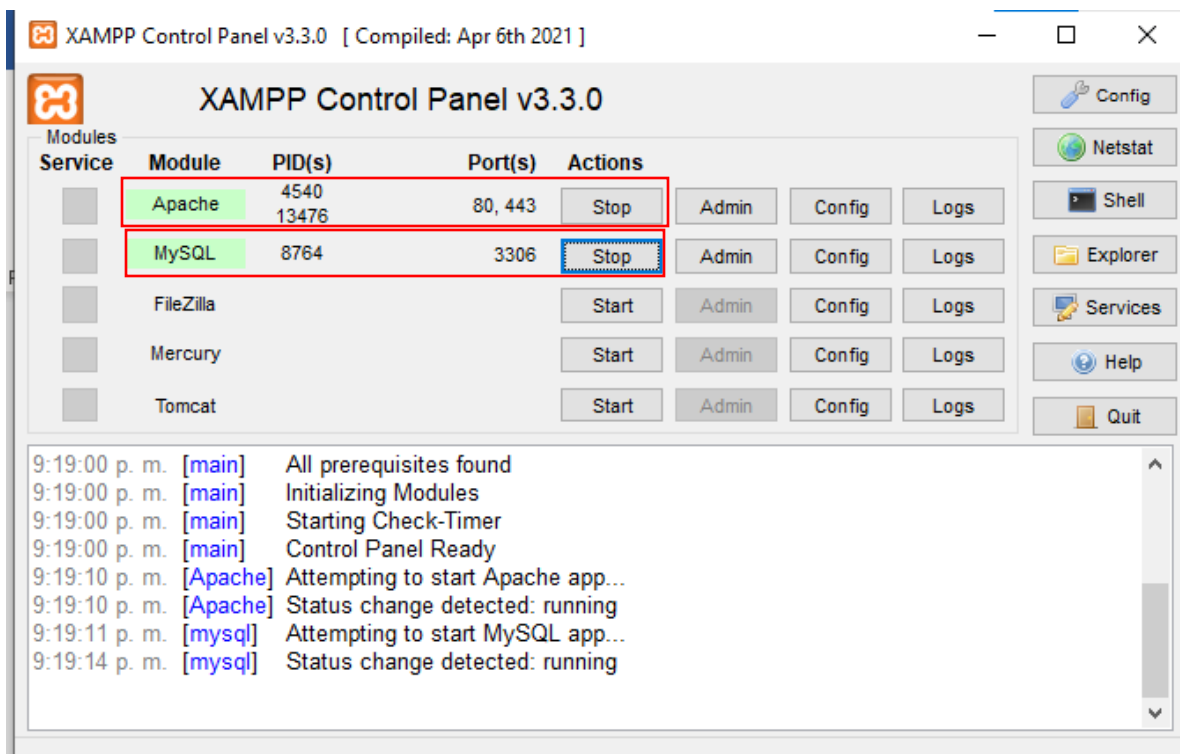 XAMPP Control Panel v3.3.0 [ Compiled: Apr 6th 2021 ]
XAMPP Control Panel v3.3.0
Config
Modules
Netstat
Service Module PID(s) Port(s) Actions
Apache 4540 13476 80, 443 Stop Admin Config Logs
Shell
MySQL 8764 3306 Stop Admin Config Logs
Explorer
FileZilla Start Admin Config Logs
Services
Mercury Start Admin Config Logs
Help
Tomcat Start Admin Config Logs
Quit
9:19:00 p. m. [main] All prerequisites found
9:19:00 p. m. [main] Initializing Modules
9:19:00 p. m. [main] Starting Check-Timer
9:19:00 p. m. [main] Control Panel Ready
9:19:10 p. m. [Apache] Attempting to start Apache app...
9:19:10 p. m. [Apache] Status change detected: running
9:19:11 p. m. [mysql] Attempting to start MySQL app...
9:19:14 p. m. [mysql] Status change detected: running